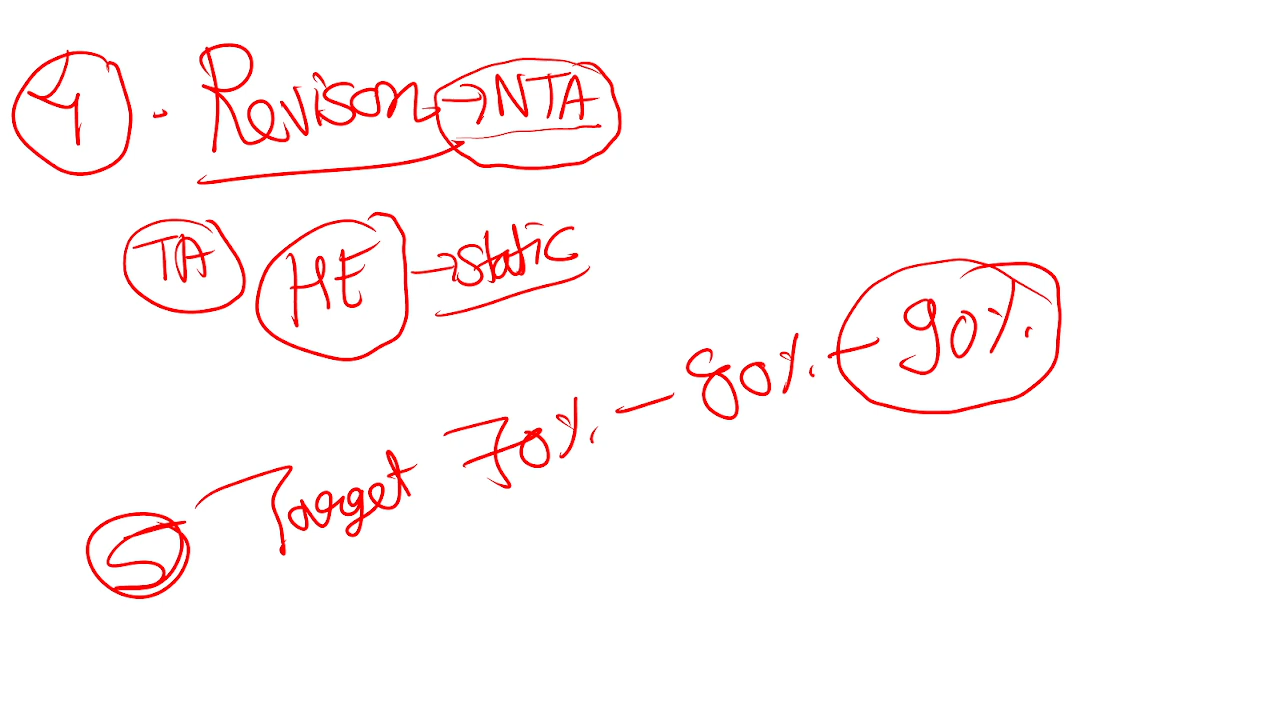 4. Revison → NTA
TA HE → static
5 Target 70% - 80% - 90%